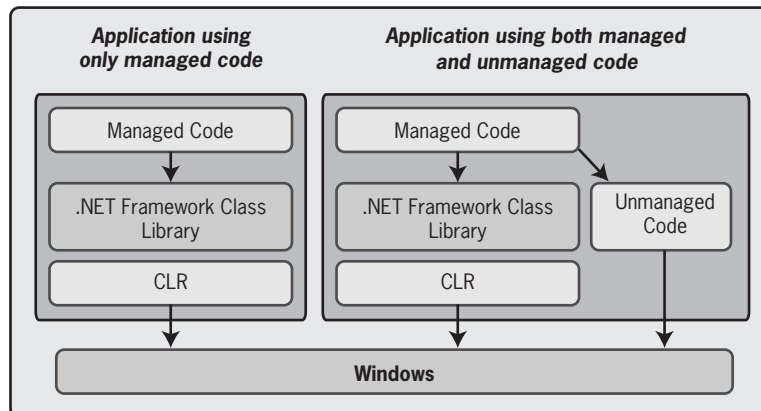 Application using
only managed code
Managed Code
.NET Framework Class
Library
CLR
Application using both managed
and unmanaged code
Managed Code
.NET Framework Class
Library
CLR
Unmanaged
Code
Windows